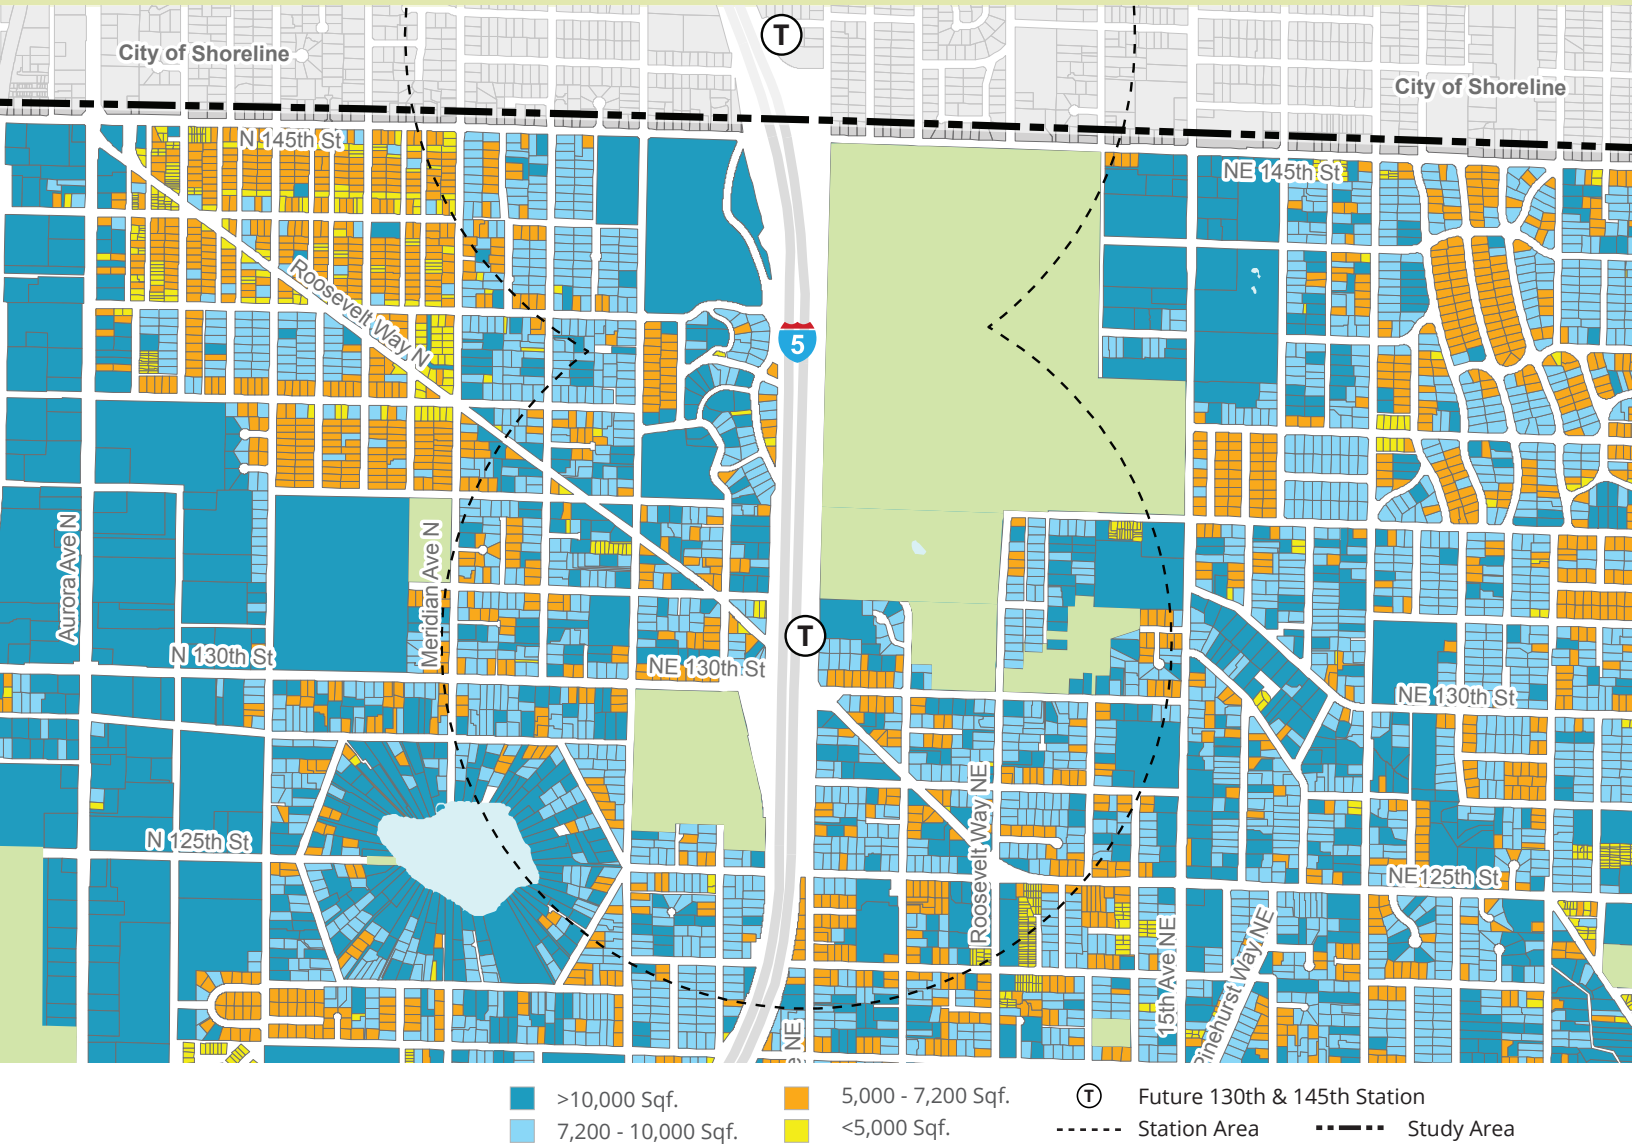 T
City of Shoreline
City of Shoreline
N 145th St
NE 145th St
Roosevelt Way N
5
Aurora Ave N
Meridian Ave N
T
N 130th St
NE 130th St
NE 130th St
Roosevelt Way NE
N 125th St
NE125th St
15th Ave NE
Pinehurst Way NE
e NE
>10,000 Sqf.
5,000 - 7,200 Sqf.
T Future 130th & 145th Station
7,200 - 10,000 Sqf.
<5,000 Sqf.
Station Area
Study Area